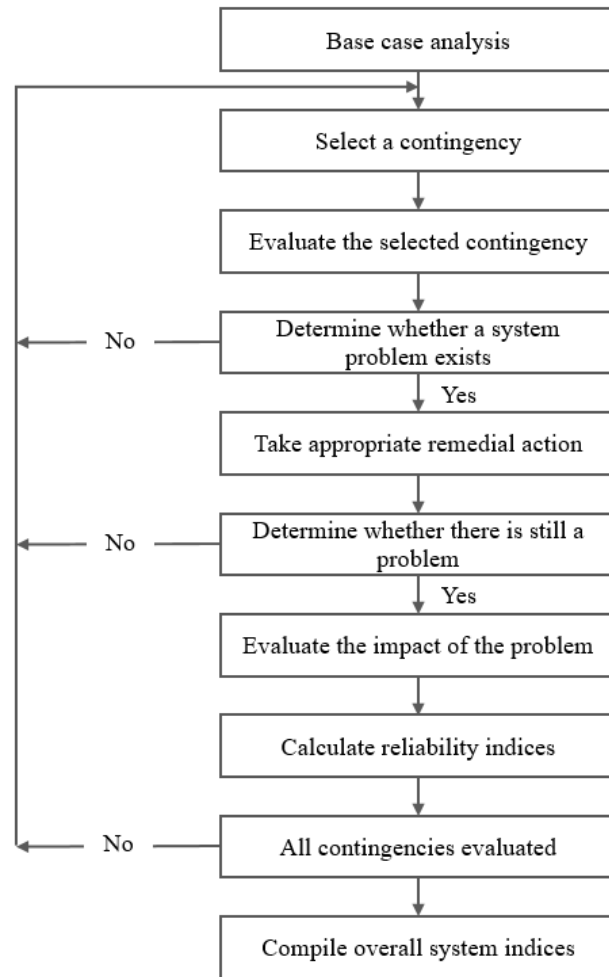 Base case analysis
Select a contingency
Evaluate the selected contingency
Determine whether a system
problem exists
No
Yes
Take appropriate remedial action
Determine whether there is still a
problem
No
Yes
Evaluate the impact of the problem
Calculate reliability indices
All contingencies evaluated
No
Compile overall system indices